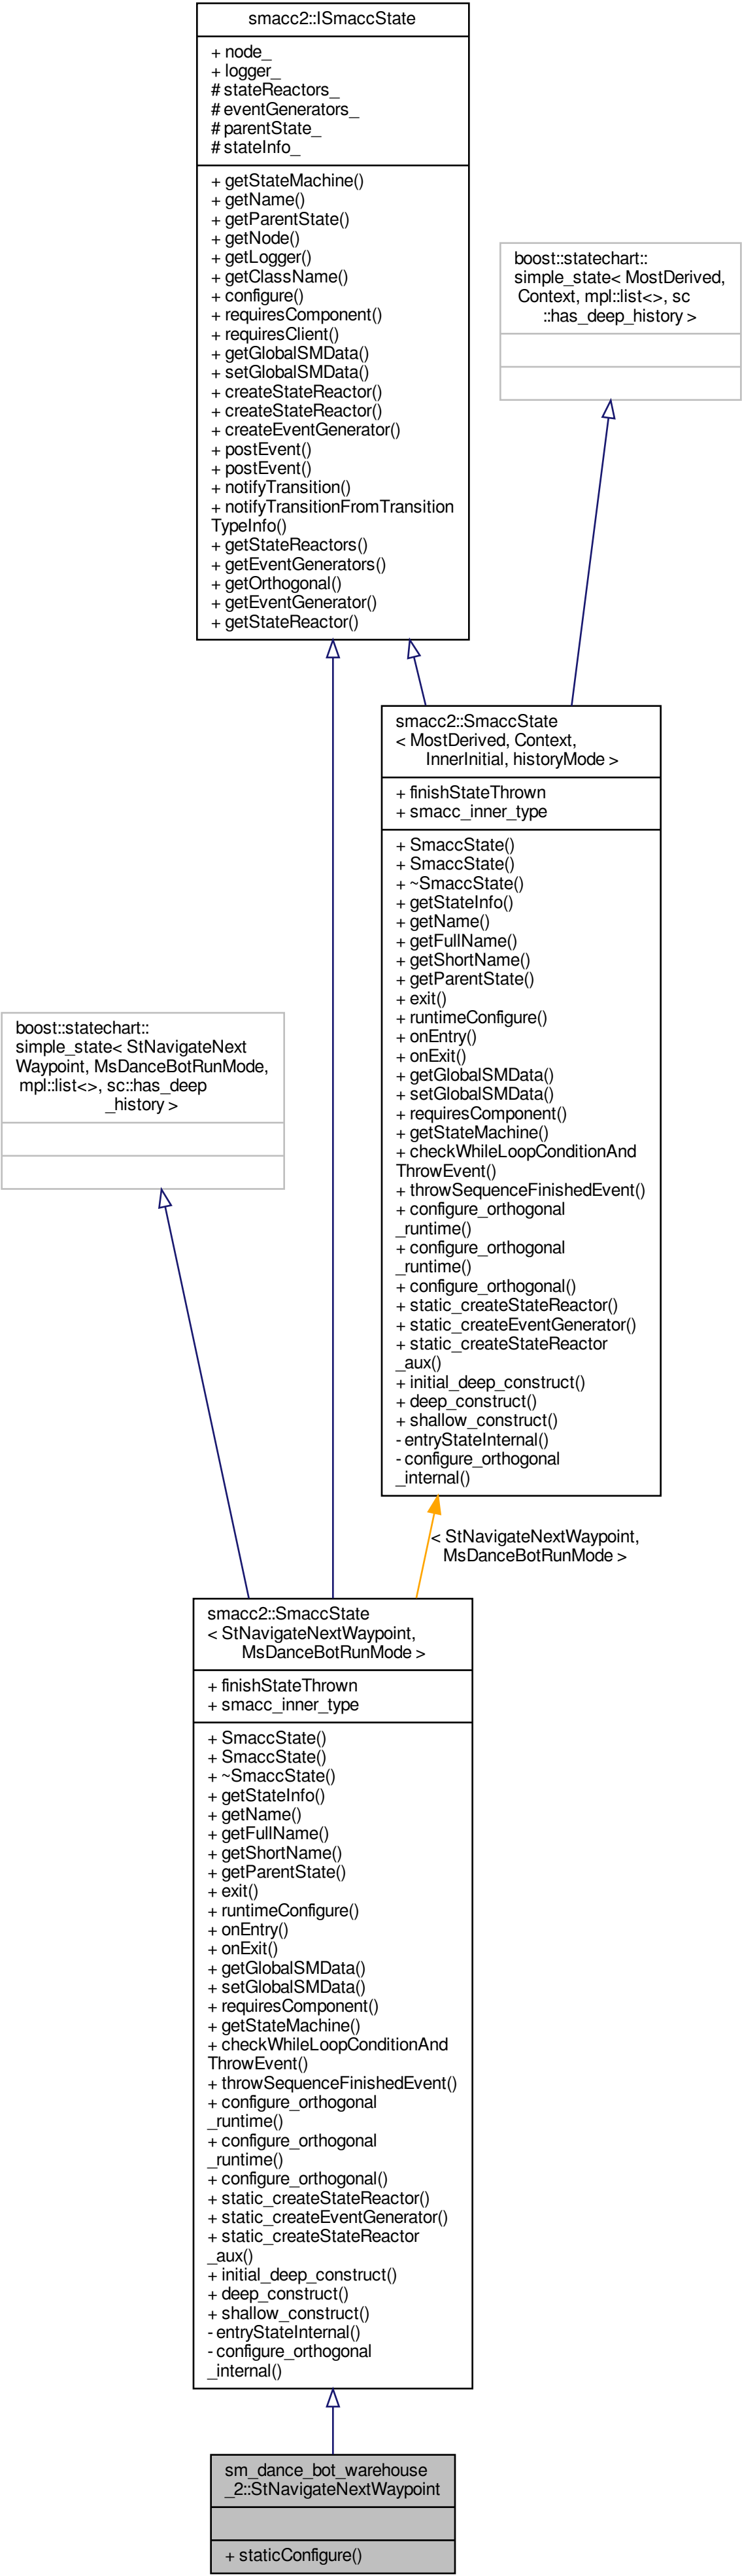 smacc2::ISmaccState
+ node_
+ logger_
# stateReactors_
# eventGenerators_
# parentState_
# stateInfo_
+ getStateMachine()
+ getName()
+ getParentState()
+ getNode()
+ getLogger()
+ getClassName()
+ configure()
+ requiresComponent()
+ requiresClient()
+ getGlobalSMData()
+ setGlobalSMData()
+ createStateReactor()
+ createStateReactor()
+ createEventGenerator()
+ postEvent()
+ postEvent()
+ notifyTransition()
+ notifyTransitionFromTransition
TypeInfo()
+ getStateReactors()
+ getEventGenerators()
+ getOrthogonal()
+ getEventGenerator()
+ getStateReactor()
boost::statechart::
simple_state< MostDerived,
Context, mpl::list<>, sc
::has_deep_history >
smacc2::SmaccState
< MostDerived, Context,
InnerInitial, historyMode >
+ finishStateThrown
+ smacc_inner_type
+ SmaccState()
+ SmaccState()
+ ~SmaccState()
+ getStateInfo()
+ getName()
+ getFullName()
+ getShortName()
+ getParentState()
+ exit()
+ runtimeConfigure()
+ onEntry()
+ onExit()
+ getGlobalSMData()
+ setGlobalSMData()
+ requiresComponent()
+ getStateMachine()
+ checkWhileLoopConditionAnd
ThrowEvent()
+ throwSequenceFinishedEvent()
+ configure_orthogonal
_runtime()
+ configure_orthogonal
_runtime()
+ configure_orthogonal()
+ static_createStateReactor()
+ static_createEventGenerator()
+ static_createStateReactor
_aux()
+ initial_deep_construct()
+ deep_construct()
+ shallow_construct()
- entryStateInternal()
- configure_orthogonal
_internal()
boost::statechart::
simple_state< StNavigateNext
Waypoint, MsDanceBotRunMode,
mpl::list<>, sc::has_deep
_history >
< StNavigateNextWaypoint,
MsDanceBotRunMode >
smacc2::SmaccState
< StNavigateNextWaypoint,
MsDanceBotRunMode >
+ finishStateThrown
+ smacc_inner_type
+ SmaccState()
+ SmaccState()
+ ~SmaccState()
+ getStateInfo()
+ getName()
+ getFullName()
+ getShortName()
+ getParentState()
+ exit()
+ runtimeConfigure()
+ onEntry()
+ onExit()
+ getGlobalSMData()
+ setGlobalSMData()
+ requiresComponent()
+ getStateMachine()
+ checkWhileLoopConditionAnd
ThrowEvent()
+ throwSequenceFinishedEvent()
+ configure_orthogonal
_runtime()
+ configure_orthogonal
_runtime()
+ configure_orthogonal()
+ static_createStateReactor()
+ static_createEventGenerator()
+ static_createStateReactor
_aux()
+ initial_deep_construct()
+ deep_construct()
+ shallow_construct()
- entryStateInternal()
- configure_orthogonal
_internal()
sm_dance_bot_warehouse
_2::StNavigateNextWaypoint
+ staticConfigure()